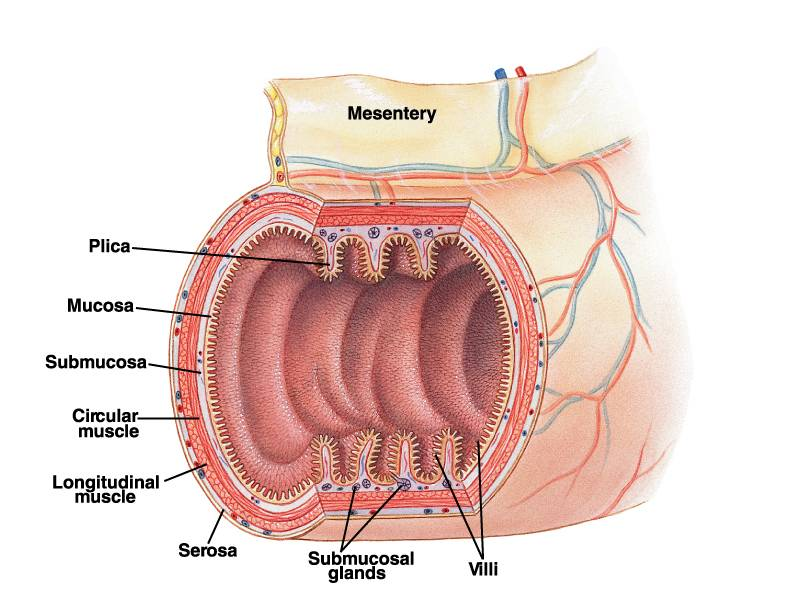 Mesentery
Plica
Mucosa
Submucosa
Circular
muscle
Longitudinal
muscle
Serosa
Submucosal
glands
Villi